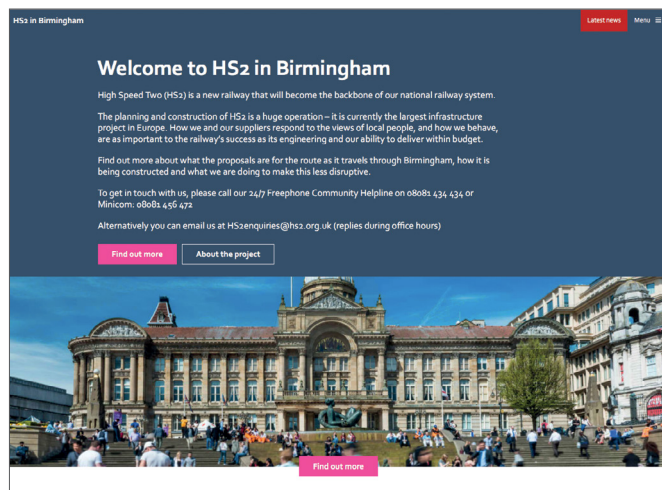 HS2 in Birmingham
Latest news
Menu
Welcome to HS2 in Birmingham
High Speed Two (HS2) is a new railway that will become the backbone of our national railway system.
The planning and construction of HS2 is a huge operation – it is currently the largest infrastructure
project in Europe. How we and our suppliers respond to the views of local people, and how we behave,
are as important to the railway's success as its engineering and our ability to deliver within budget.
Find out more about what the proposals are for the route as it travels through Birmingham, how it is
being constructed and what we are doing to make this less disruptive.
To get in touch with us, please call our 24/7 Freephone Community Helpline on 08081 434 434 or
Minicom: 08081 456 472
Alternatively you can email us at HS2enquiries@hs2.org.uk (replies during office hours)
Find out more
About the project
Find out more